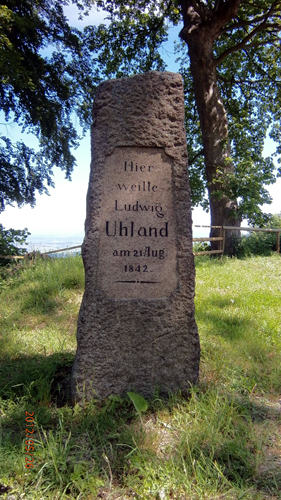 Hier
weilte
Ludwig
Uhland
am 21. Aug.
1842.